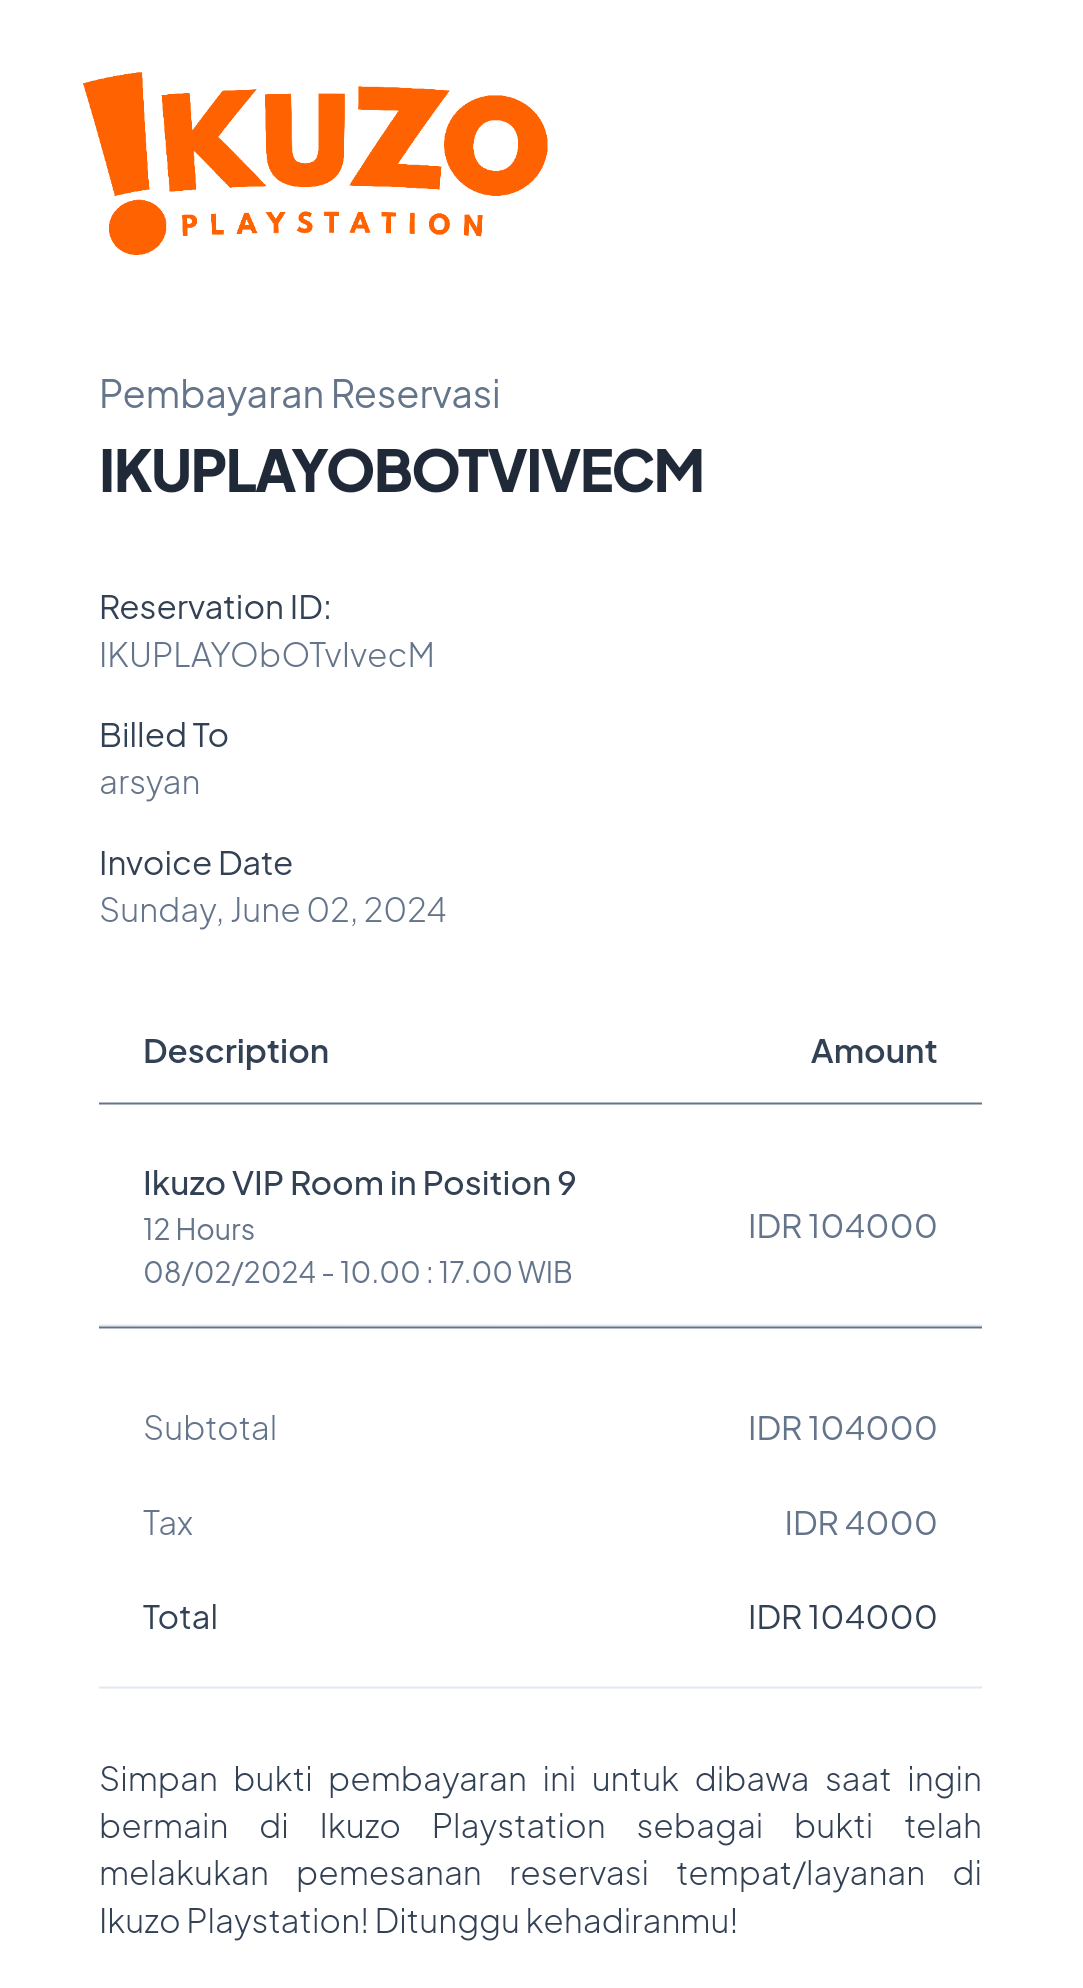 !KUZO
PLAYSTATION
Pembayaran Reservasi
IKUPLAYOBOTVIVECM
Reservation ID:
IKUPLAYObOTvIvecM
Billed To
arsyan
Invoice Date
Sunday, June 02, 2024
Description Amount
Ikuzo VIP Room in Position 9
12 Hours
IDR 104000
08/02/2024 - 10.00 : 17.00 WIB
Subtotal IDR 104000
Tax IDR 4000
Total IDR 104000
Simpan bukti pembayaran ini untuk dibawa saat ingin
bermain di Ikuzo Playstation sebagai bukti telah
melakukan pemesanan reservasi tempat/layanan di
Ikuzo Playstation! Ditunggu kehadiranmu!